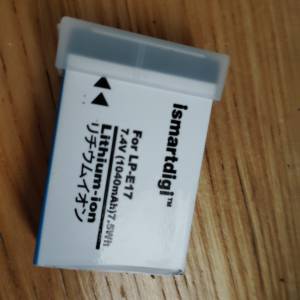 ismartdigi™
For LP-E17
7.4V (1040mAh)7.5Wh
Lithium-ion
リチウムイオン